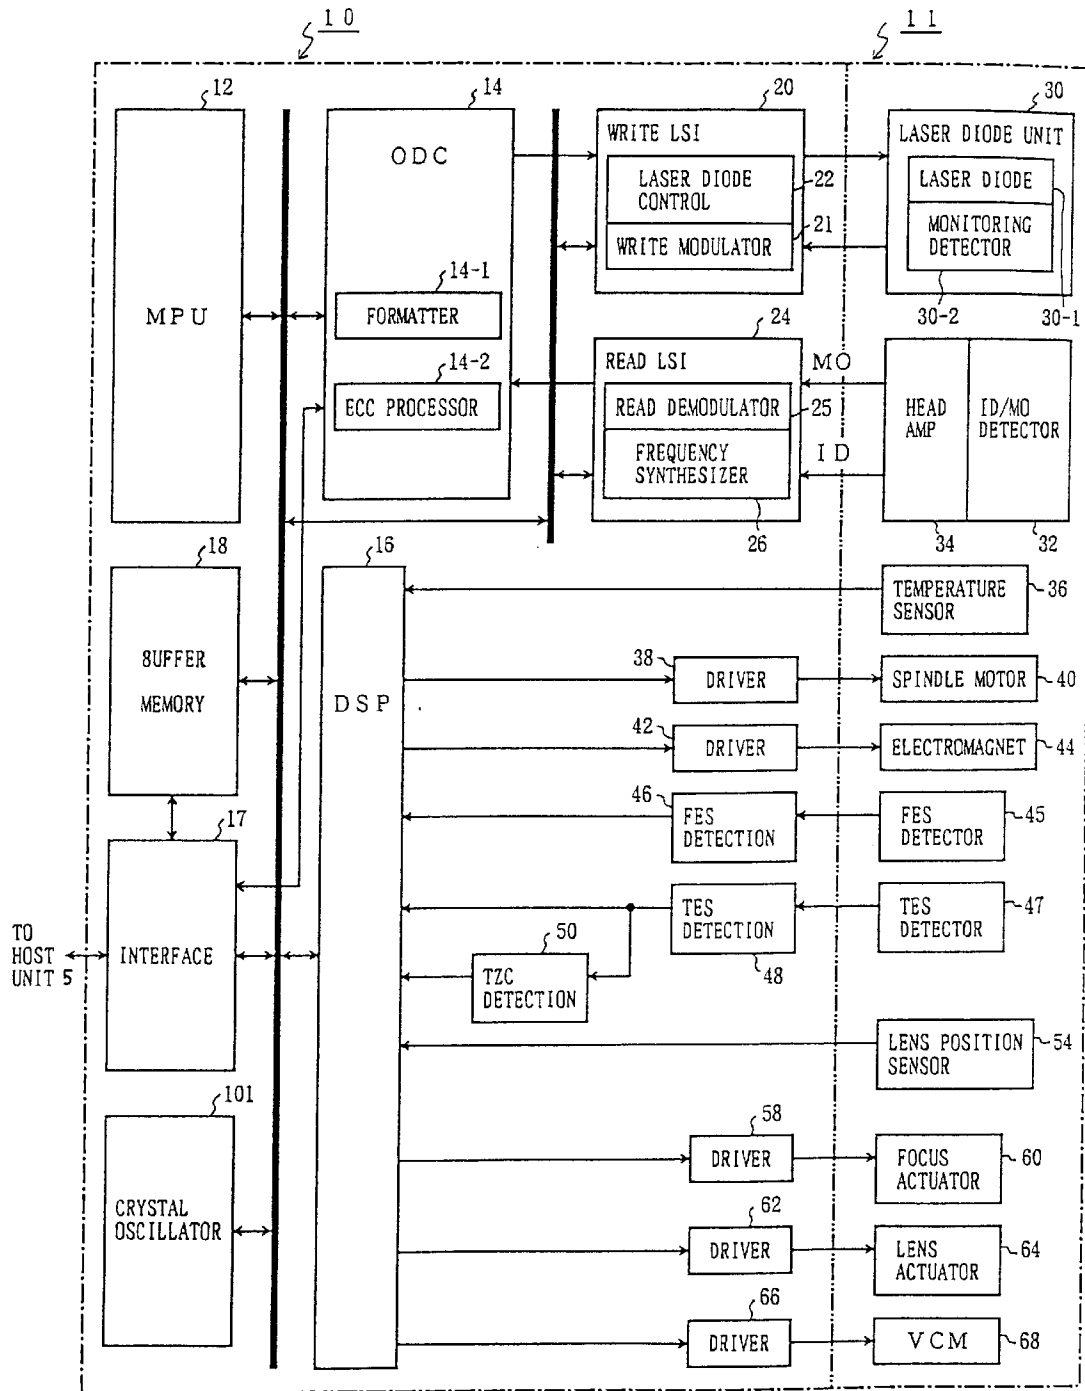 10
11
12
14
20
30
MPU
ODC
WRITE LSI
LASER DIODE
CONTROL
22
WRITE MODULATOR
21
LASER DIODE UNIT
LASER DIODE
MONITORING
DETECTOR
30-2
30-1
14-1
FORMATTER
14-2
ECC PROCESSOR
24
READ LSI
READ DEMODULATOR
25
FREQUENCY
SYNTHESIZER
26
MO
ID
HEAD
AMP
ID/MO
DETECTOR
34
32
18
BUFFER
MEMORY
16
DSP
TEMPERATURE
SENSOR
36
38
DRIVER
SPINDLE MOTOR
40
42
DRIVER
ELECTROMAGNET
44
46
FES
DETECTION
FES
DETECTOR
45
17
INTERFACE
TO
HOST
UNIT 5
TES
DETECTION
48
TES
DETECTOR
47
50
TZC
DETECTION
LENS POSITION
SENSOR
54
101
CRYSTAL
OSCILLATOR
58
DRIVER
FOCUS
ACTUATOR
60
62
DRIVER
LENS
ACTUATOR
64
66
DRIVER
VCM
68